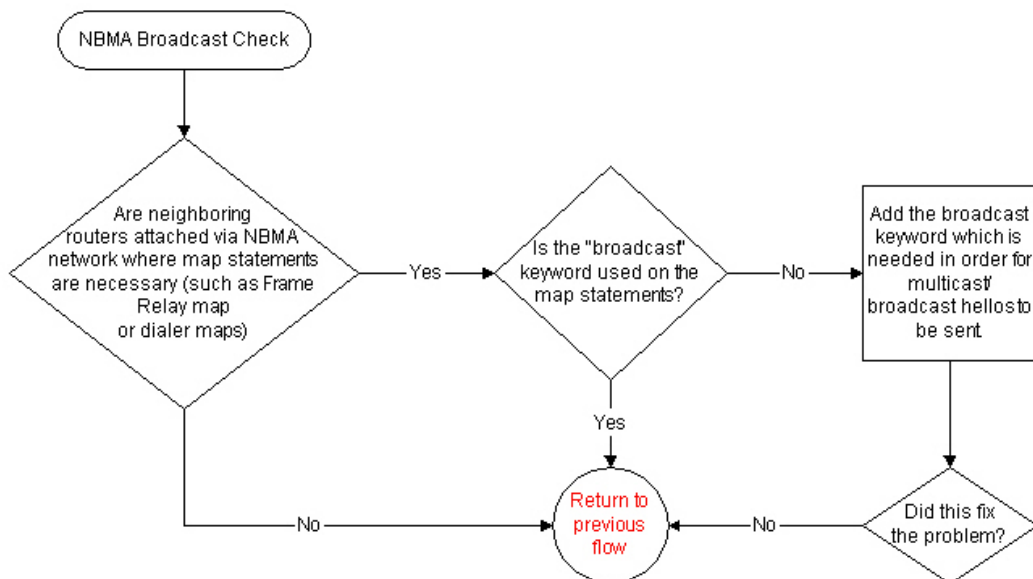 NBMA Broadcast Check
Are neighboring
routers attached via NBMA
network where map statements
are necessary (such as Frame
Relay map
or dialer maps)
Yes
Is the "broadcast"
keyword used on the
map statements?
No
Add the broadcast
keyword which is
needed in order for
multicast/
broadcast hellos to
be sent.
Yes
No
Return to
previous
flow
No
Did this fix
the problem?